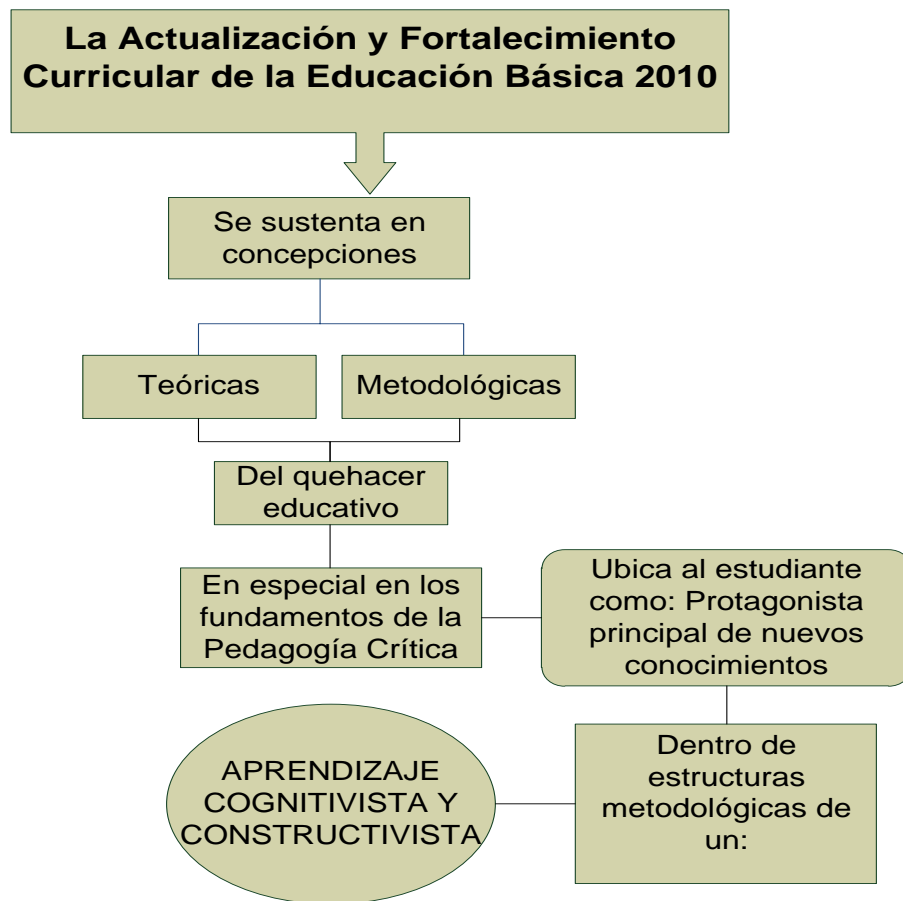 La Actualización y Fortalecimiento
Curricular de la Educación Básica 2010
Se sustenta en
concepciones
Teóricas
Metodológicas
Del quehacer
educativo
En especial en los
fundamentos de la
Pedagogía Crítica
Ubica al estudiante
como: Protagonista
principal de nuevos
conocimientos
Dentro de
estructuras
metodológicas de
un:
APRENDIZAJE
COGNITIVISTA Y
CONSTRUCTIVISTA